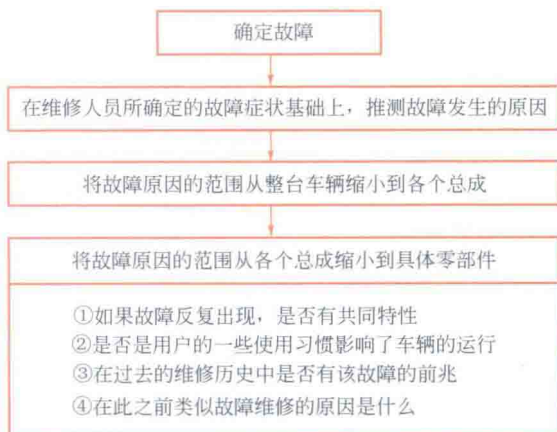 确定故障
在维修人员所确定的故障症状基础上，推测故障发生的原因
将故障原因的范围从整台车辆缩小到各个总成
将故障原因的范围从各个总成缩小到具体零部件
①如果故障反复出现，是否有共同特性
②是否是用户的一些使用习惯影响了车辆的运行
③在过去的维修历史中是否有该故障的前兆
④在此之前类似故障维修的原因是什么